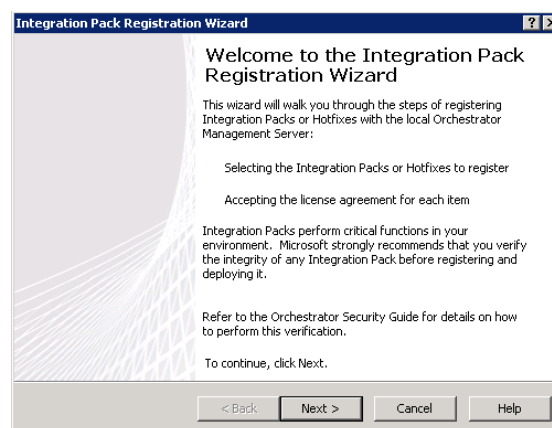 Integration Pack Registration Wizard
Welcome to the Integration Pack
Registration Wizard
This wizard will walk you through the steps of registering
Integration Packs or Hotfixes with the local Orchestrator
Management Server:
Selecting the Integration Packs or Hotfixes to register
Accepting the license agreement for each item
Integration Packs perform critical functions in your
environment. Microsoft strongly recommends that you verify
the integrity of any Integration Pack before registering and
deploying it.
Refer to the Orchestrator Security Guide for details on how
to perform this verification.
To continue, click Next.
< Back Next > Cancel Help